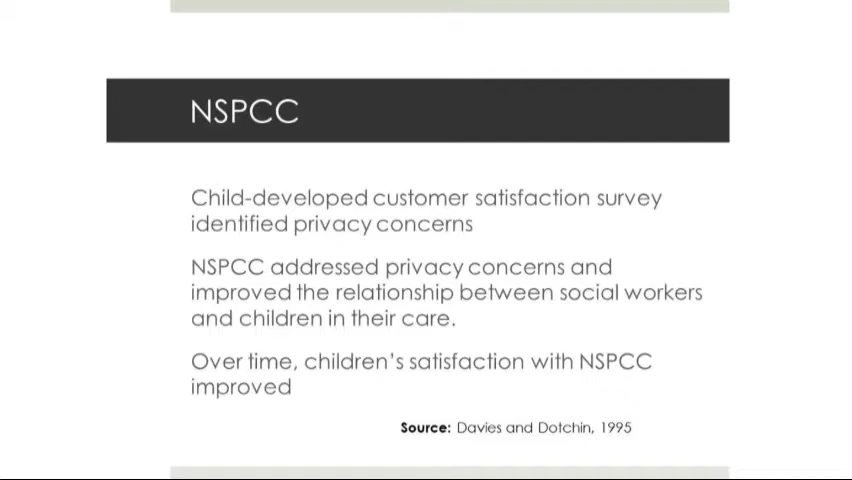 NSPCC
Child-developed customer satisfaction survey
identified privacy concerns
NSPCC addressed privacy concerns and
improved the relationship between social workers
and children in their care.
Over time, children's satisfaction with NSPCC
improved
Source: Davies and Dotchin, 1995